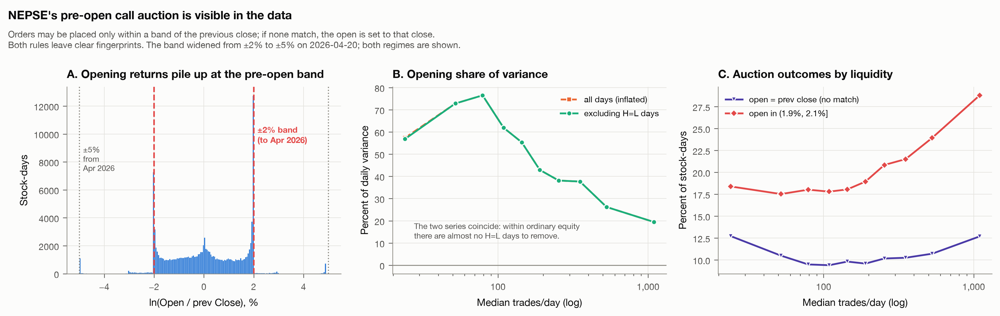 NEPSE's pre-open call auction is visible in the data
Orders may be placed only within a band of the previous close; if none match, the open is set to that close.
Both rules leave clear fingerprints. The band widened from ±2% to ±5% on 2026-04-20; both regimes are shown.
A. Opening returns pile up at the pre-open band
12000
10000
8000
6000
4000
2000
0
Stock-days
±5%
from
Apr 2026
±2% band
(to Apr 2026)
−4
−2
0
2
4
ln(Open / prev Close), %
B. Opening share of variance
80
70
60
50
40
30
20
10
0
Percent of daily variance
all days (inflated)
excluding H=L days
The two series coincide: within ordinary equity
there are almost no H=L days to remove.
100
1,000
Median trades/day (log)
C. Auction outcomes by liquidity
27.5
25.0
22.5
20.0
17.5
15.0
12.5
10.0
Percent of stock-days
open = prev close (no match)
open in (1.9%, 2.1%]
100
1,000
Median trades/day (log)